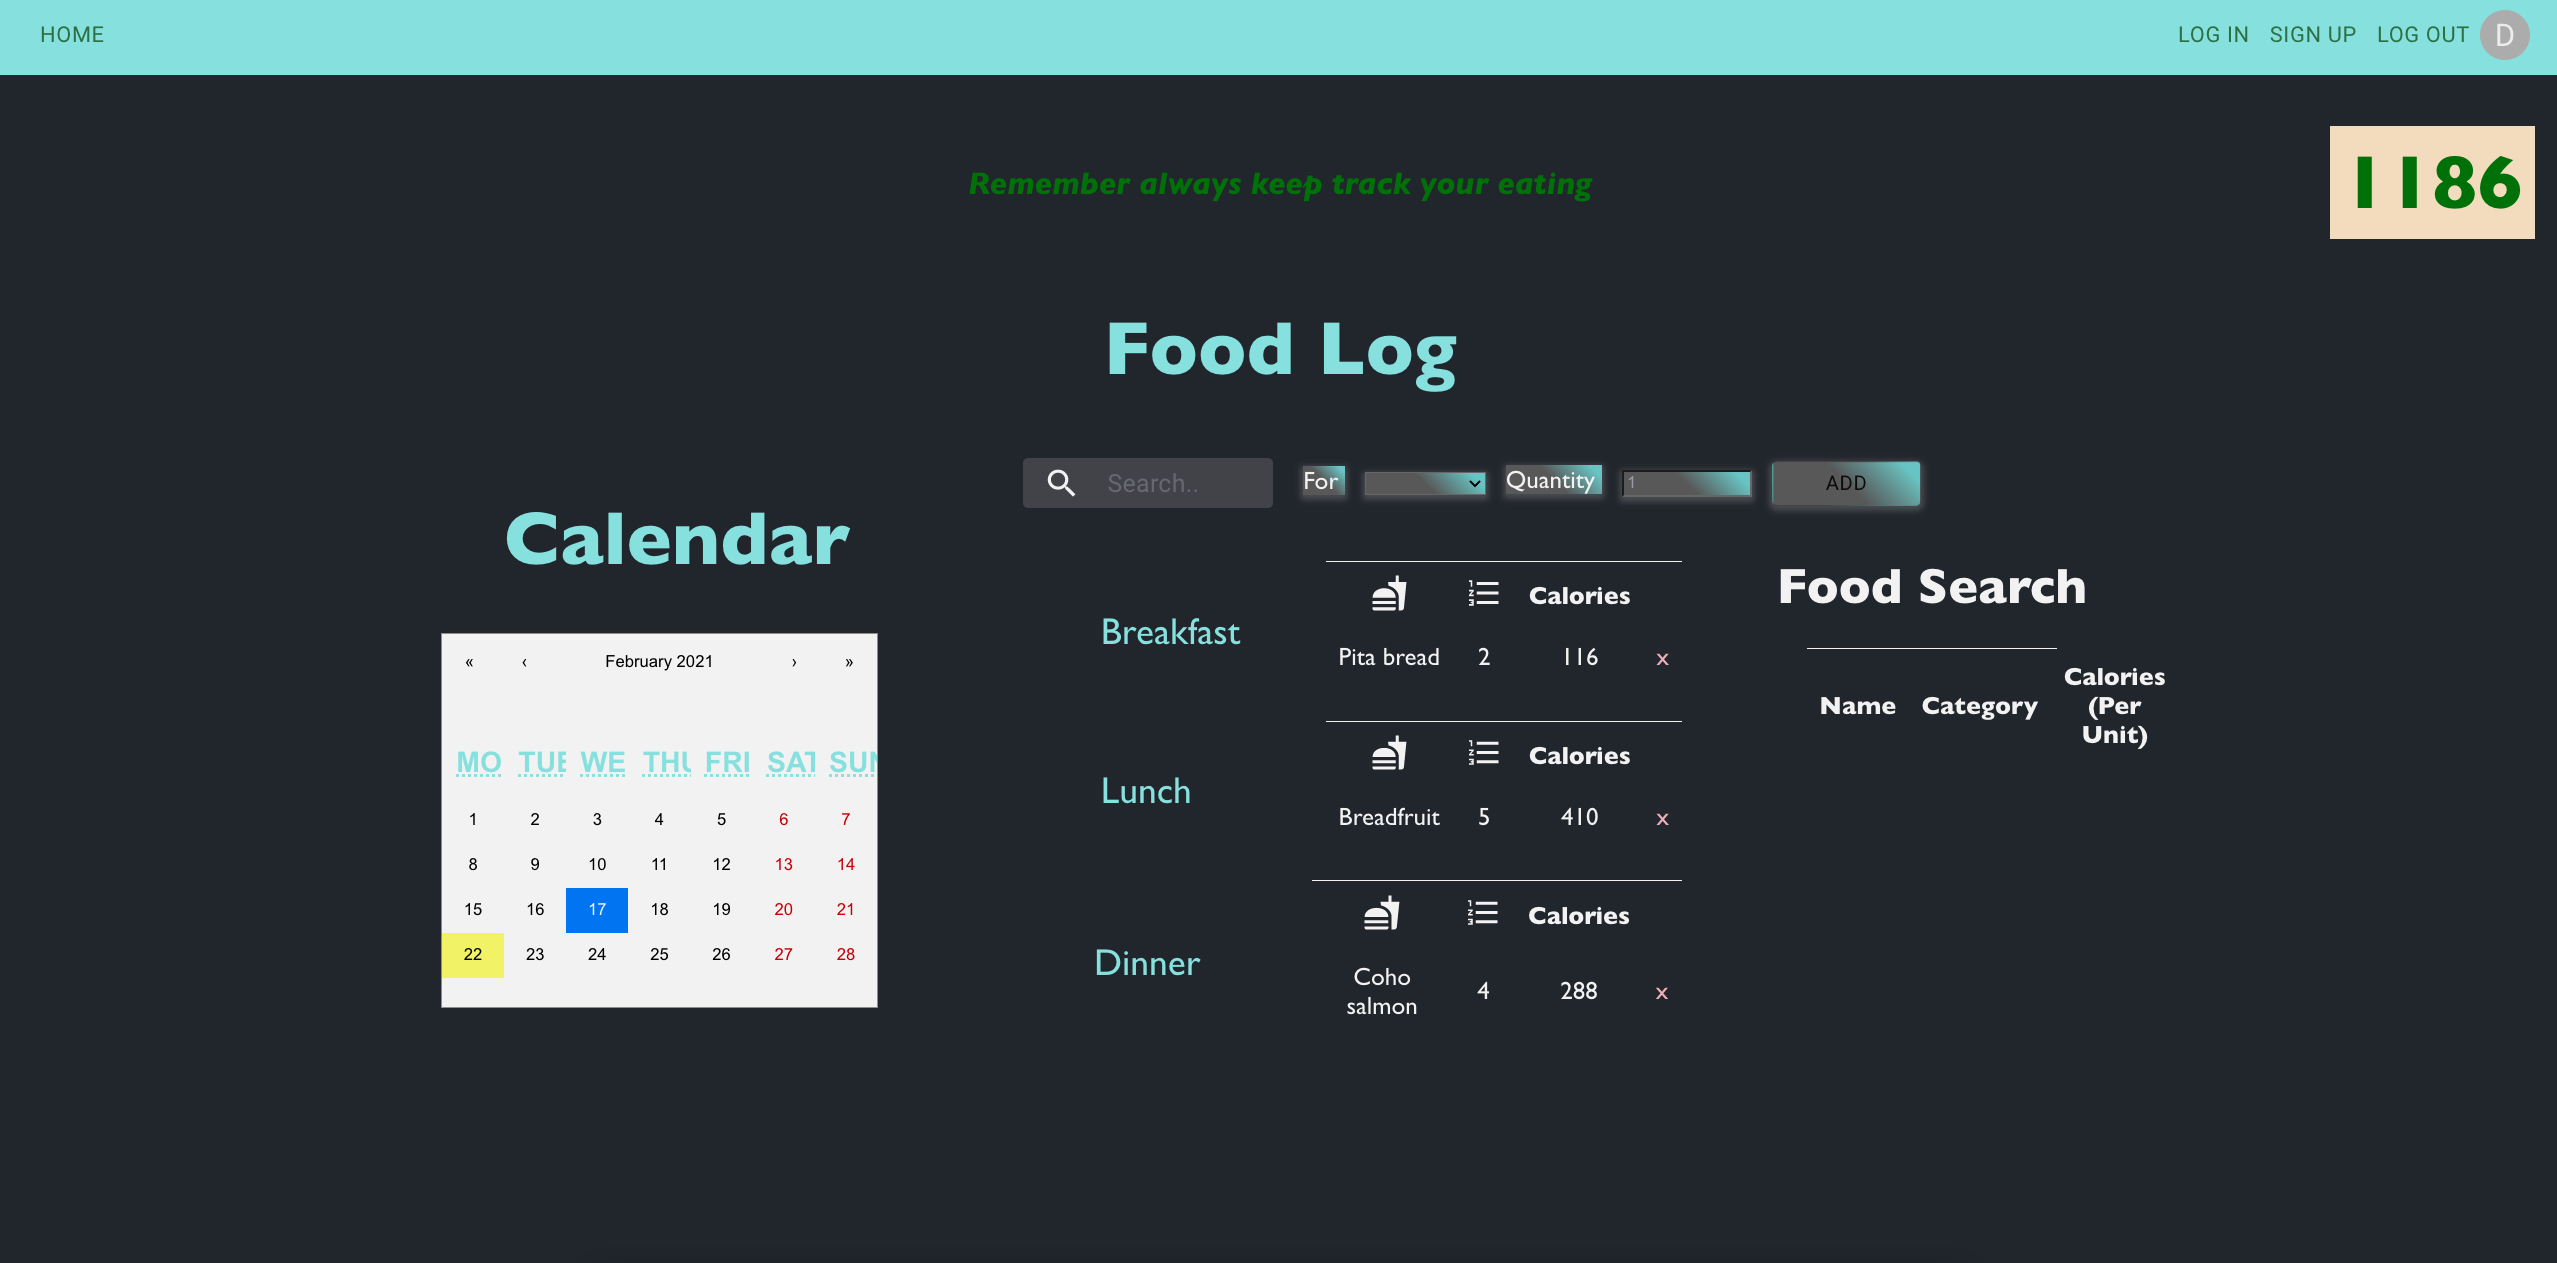 HOME
LOG IN SIGN UP LOG OUT D
Remember always keep track your eating
1186
Food Log
Search..
For
Quantity
1
ADD
Calendar
« ‹ February 2021 › »
MO TUE WE THU FRI SAT SUN
1 2 3 4 5 6 7
8 9 10 11 12 13 14
15 16 17 18 19 20 21
22 23 24 25 26 27 28
Breakfast
Calories
Pita bread 2 116 x
Lunch
Calories
Breadfruit 5 410 x
Dinner
Calories
Coho
salmon
4 288 x
Food Search
Name Category
Calories
(Per
Unit)